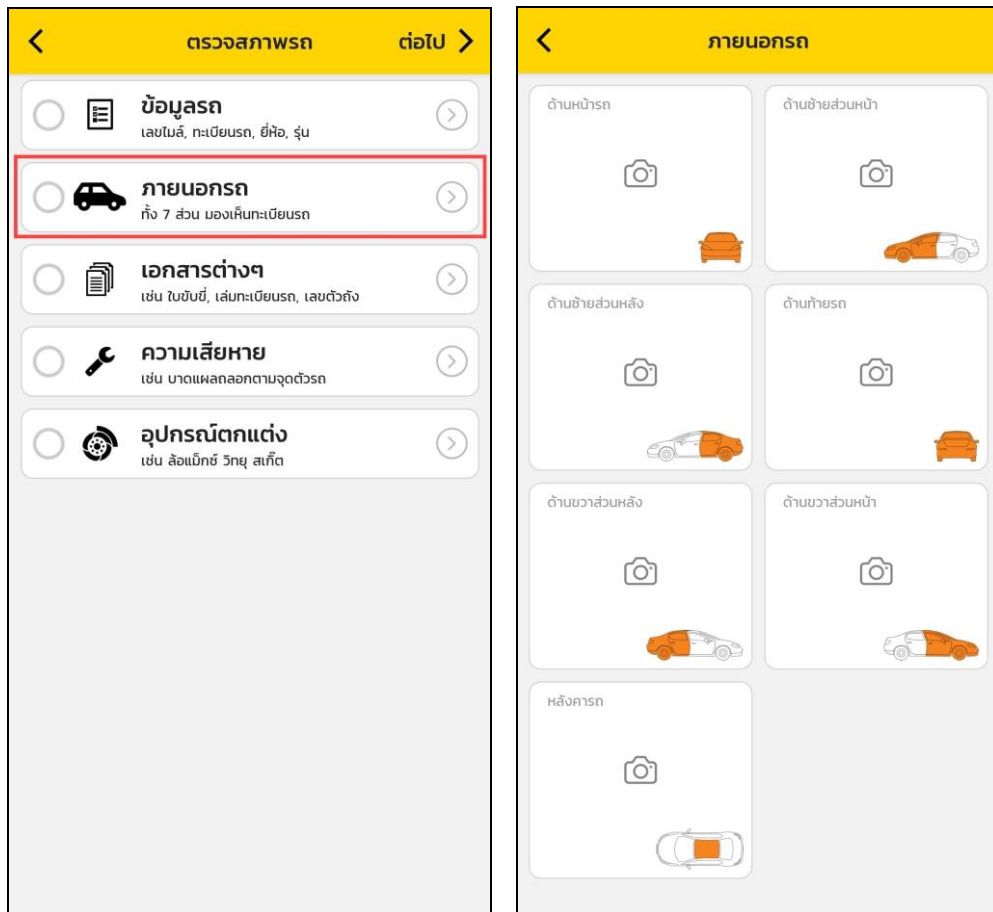 ตรวจสภาพรถ
ต่อไป
ข้อมูลรถ
เลขไมล์, ทะเบียนรถ, ยี่ห้อ, รุ่น
ภายนอกรถ
ทั้ง 7 ส่วน มองเห็นทะเบียนรถ
เอกสารต่างๆ
เช่น ใบขับขี่, เล่มทะเบียนรถ, เลขตัวถัง
ความเสียหาย
เช่น บาดแผลถลอกตามจุดตัวรถ
อุปกรณ์ตกแต่ง
เช่น ล้อแม็กซ์ วิทยุ สเกิ๊ต
ภายนอกรถ
ด้านหน้ารถ
ด้านซ้ายส่วนหน้า
ด้านซ้ายส่วนหลัง
ด้านท้ายรถ
ด้านขวาส่วนหลัง
ด้านขวาส่วนหน้า
หลังคารถ